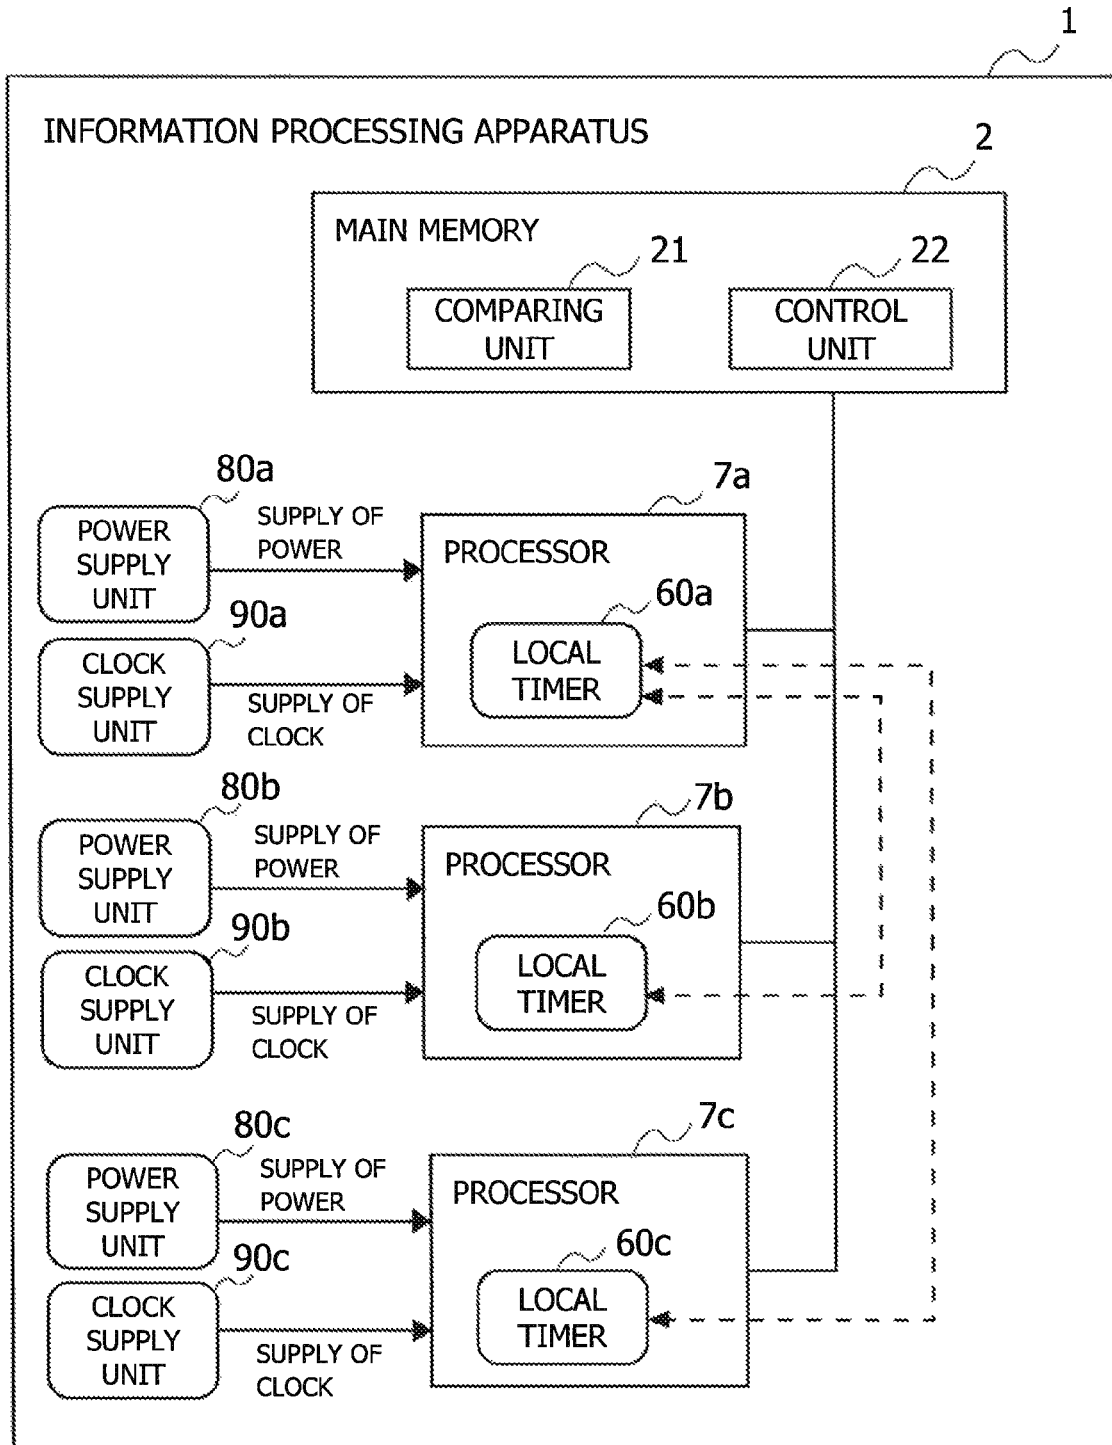 1
INFORMATION PROCESSING APPARATUS
2
MAIN MEMORY
21
22
COMPARING
UNIT
CONTROL
UNIT
80a
7a
POWER
SUPPLY
UNIT
SUPPLY OF
POWER
PROCESSOR
60a
LOCAL
TIMER
90a
CLOCK
SUPPLY
UNIT
SUPPLY OF
CLOCK
80b
7b
POWER
SUPPLY
UNIT
SUPPLY OF
POWER
PROCESSOR
60b
LOCAL
TIMER
90b
CLOCK
SUPPLY
UNIT
SUPPLY OF
CLOCK
80c
7c
POWER
SUPPLY
UNIT
SUPPLY OF
POWER
PROCESSOR
60c
LOCAL
TIMER
90c
CLOCK
SUPPLY
UNIT
SUPPLY OF
CLOCK